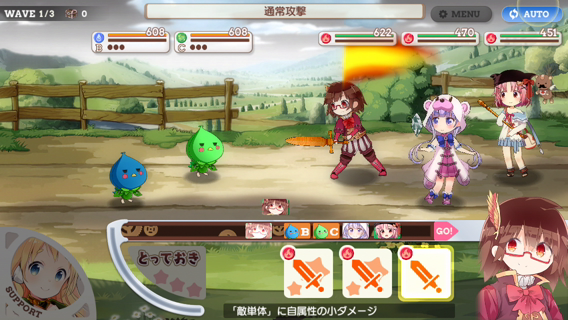 WAVE 1/3 0
通常攻撃
MENU
AUTO
608
B
608
C
622
470
451
B
C
GO!
とっておき
SUPPORT
「敵単体」に自属性の小ダメージ